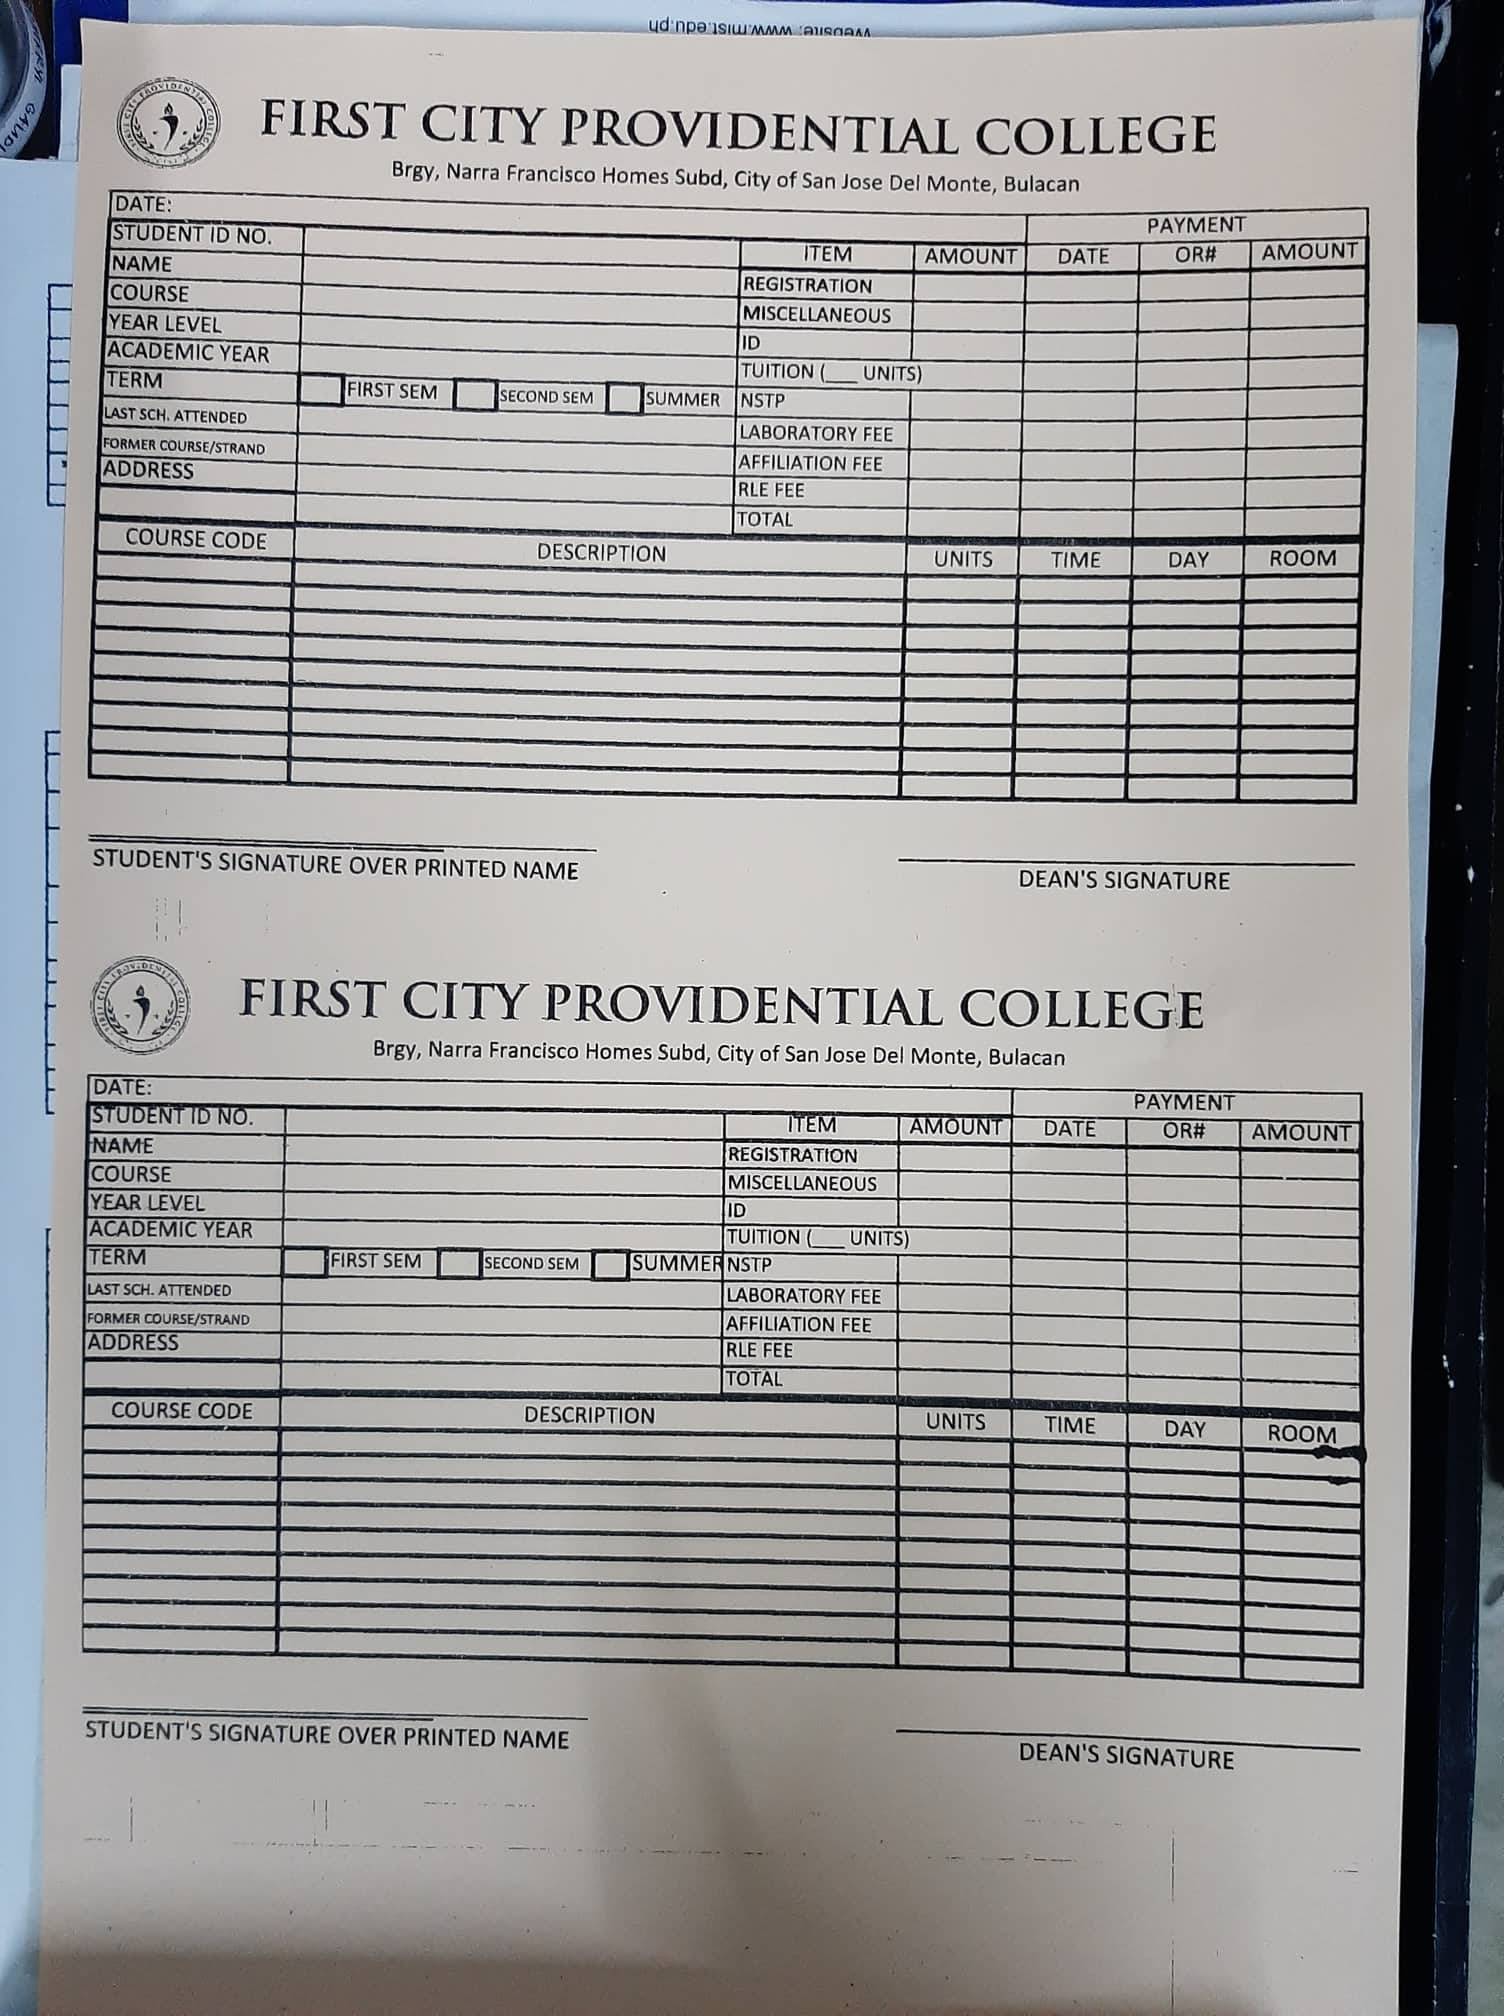 website: www.mist.edu.ph
FIRST CITY PROVIDENTIAL COLLEGE
Brgy, Narra Francisco Homes Subd, City of San Jose Del Monte, Bulacan
DATE:
PAYMENT
STUDENT ID NO.
ITEM AMOUNT DATE OR# AMOUNT
NAME
REGISTRATION
COURSE
MISCELLANEOUS
YEAR LEVEL
ID
ACADEMIC YEAR
TUITION (___ UNITS)
TERM FIRST SEM SECOND SEM SUMMER NSTP
LAST SCH. ATTENDED
LABORATORY FEE
FORMER COURSE/STRAND
AFFILIATION FEE
ADDRESS
RLE FEE
TOTAL
COURSE CODE DESCRIPTION UNITS TIME DAY ROOM
STUDENT'S SIGNATURE OVER PRINTED NAME
DEAN'S SIGNATURE
FIRST CITY PROVIDENTIAL COLLEGE
Brgy, Narra Francisco Homes Subd, City of San Jose Del Monte, Bulacan
DATE:
PAYMENT
STUDENT ID NO.
ITEM AMOUNT DATE OR# AMOUNT
NAME
REGISTRATION
COURSE
MISCELLANEOUS
YEAR LEVEL
ID
ACADEMIC YEAR
TUITION (___ UNITS)
TERM FIRST SEM SECOND SEM SUMMER NSTP
LAST SCH. ATTENDED
LABORATORY FEE
FORMER COURSE/STRAND
AFFILIATION FEE
ADDRESS
RLE FEE
TOTAL
COURSE CODE DESCRIPTION UNITS TIME DAY ROOM
STUDENT'S SIGNATURE OVER PRINTED NAME
DEAN'S SIGNATURE